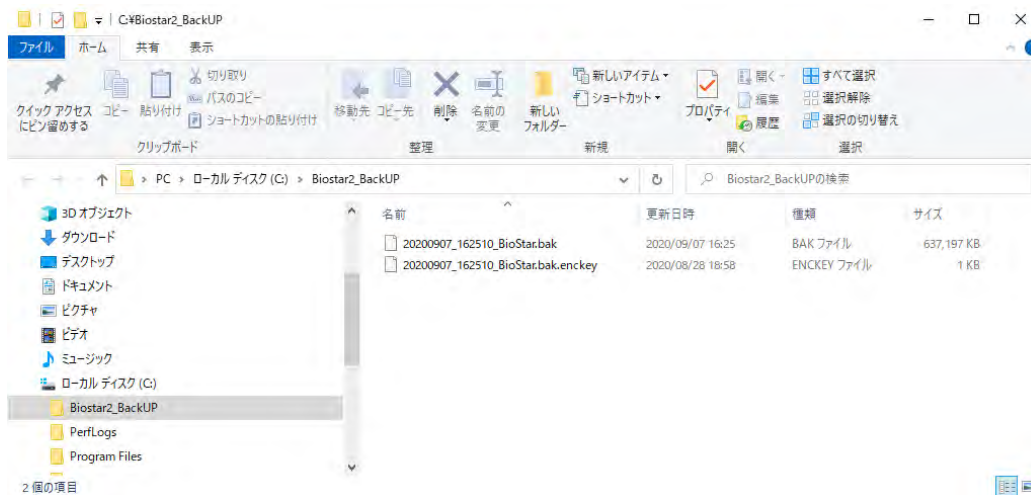 C:¥Biostar2_BackUP
ファイル ホーム 共有 表示
クイック アクセス
にピン留めする
コピー 貼り付け
切り取り
パスのコピー
ショートカットの貼り付け
移動先 コピー先 削除 名前の
変更
新しい
フォルダー
新しいアイテム
ショートカット
プロパティ
開く
編集
履歴
すべて選択
選択解除
選択の切り替え
クリップボード 整理 新規 開く 選択
PC › ローカル ディスク (C:) › Biostar2_BackUP
Biostar2_BackUPの検索
3D オブジェクト
ダウンロード
デスクトップ
ドキュメント
ピクチャ
ビデオ
ミュージック
ローカル ディスク (C:)
Biostar2_BackUP
PerfLogs
Program Files
名前 更新日時 種類 サイズ
20200907_162510_BioStar.bak 2020/09/07 16:25 BAK ファイル 637,197 KB
20200907_162510_BioStar.bak.enckey 2020/08/28 18:58 ENCKEY ファイル 1 KB
2 個の項目